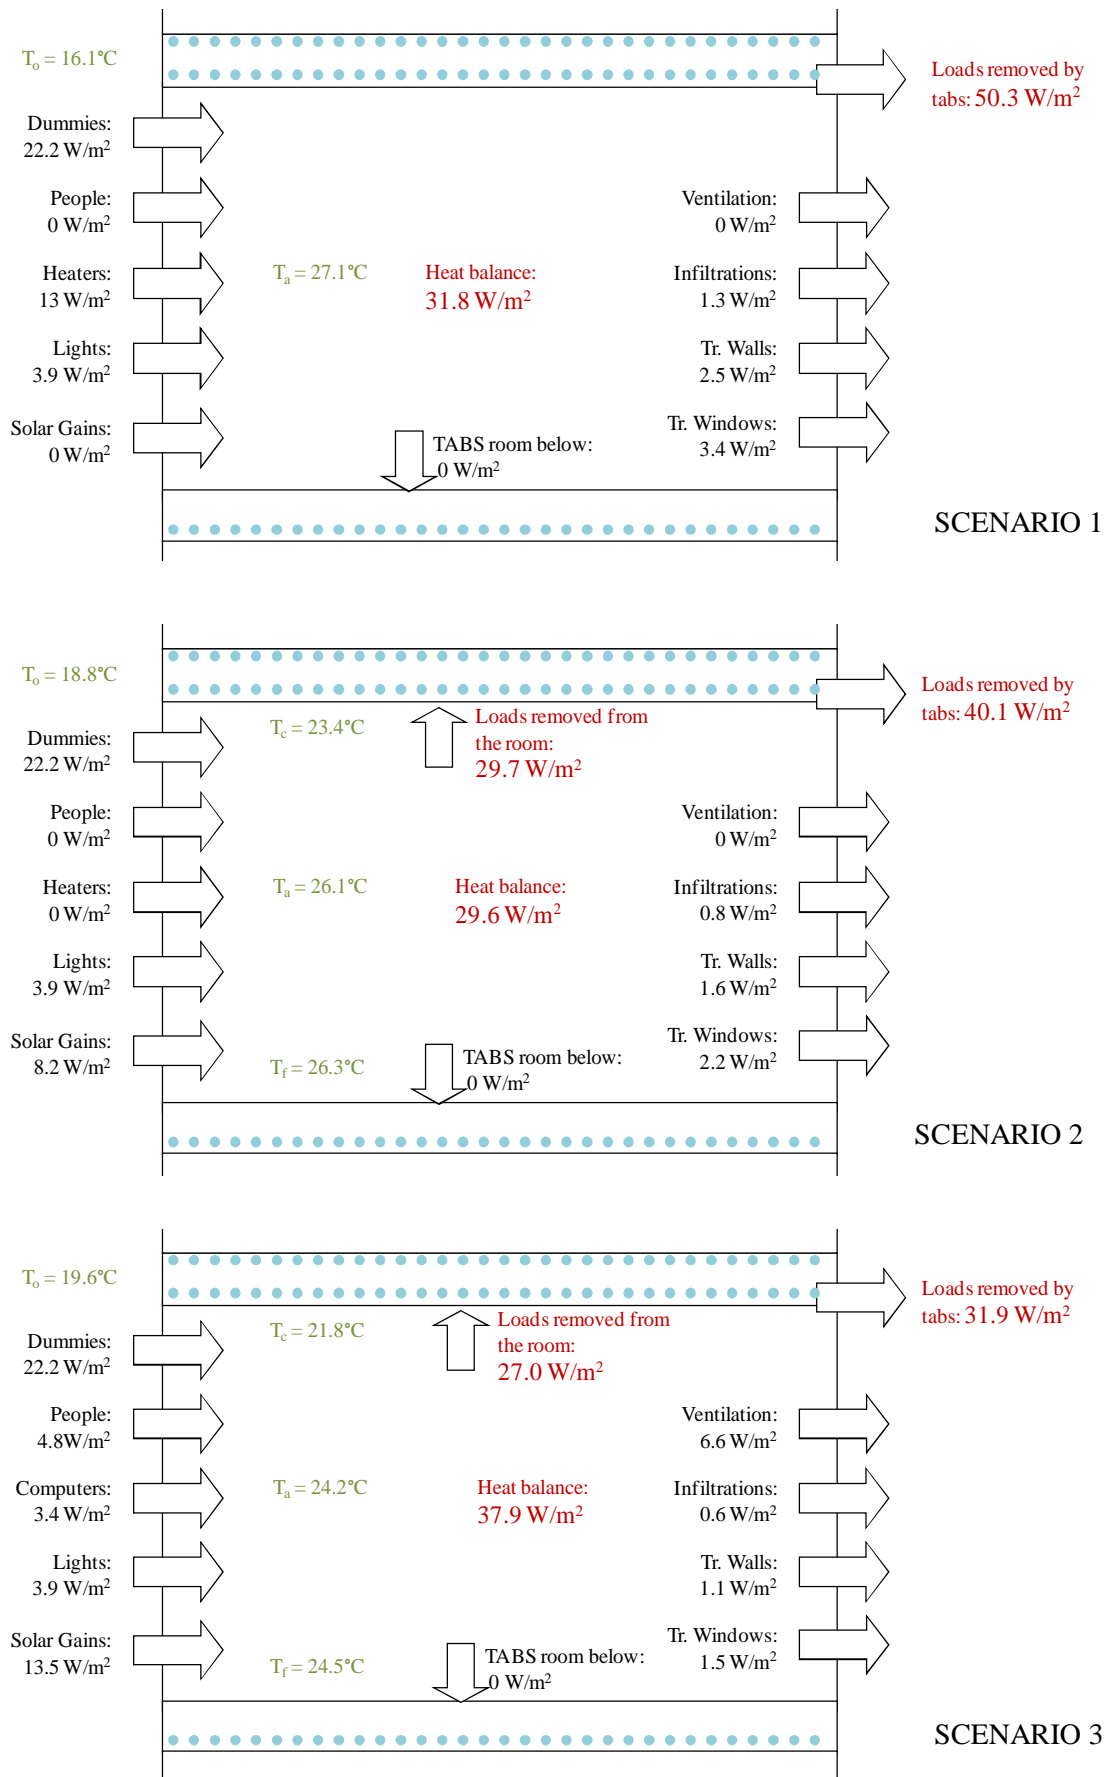 T₀ = 16.1°C
Loads removed by
tabs: 50.3 W/m²
Dummies:
22.2 W/m²
People:
0 W/m²
Ventilation:
0 W/m²
Heaters:
13 W/m²
Tₐ = 27.1°C
Heat balance:
31.8 W/m²
Infiltrations:
1.3 W/m²
Lights:
3.9 W/m²
Tr. Walls:
2.5 W/m²
Solar Gains:
0 W/m²
TABS room below:
0 W/m²
Tr. Windows:
3.4 W/m²
SCENARIO 1
T₀ = 18.8°C
Loads removed by
tabs: 40.1 W/m²
T_c = 23.4°C
Loads removed from
the room:
29.7 W/m²
Dummies:
22.2 W/m²
People:
0 W/m²
Ventilation:
0 W/m²
Heaters:
0 W/m²
Tₐ = 26.1°C
Heat balance:
29.6 W/m²
Infiltrations:
0.8 W/m²
Lights:
3.9 W/m²
Tr. Walls:
1.6 W/m²
Solar Gains:
8.2 W/m²
T_f = 26.3°C
TABS room below:
0 W/m²
Tr. Windows:
2.2 W/m²
SCENARIO 2
T₀ = 19.6°C
Loads removed by
tabs: 31.9 W/m²
T_c = 21.8°C
Loads removed from
the room:
27.0 W/m²
Dummies:
22.2 W/m²
People:
4.8W/m²
Ventilation:
6.6 W/m²
Computers:
3.4 W/m²
Tₐ = 24.2°C
Heat balance:
37.9 W/m²
Infiltrations:
0.6 W/m²
Lights:
3.9 W/m²
Tr. Walls:
1.1 W/m²
Solar Gains:
13.5 W/m²
T_f = 24.5°C
TABS room below:
0 W/m²
Tr. Windows:
1.5 W/m²
SCENARIO 3